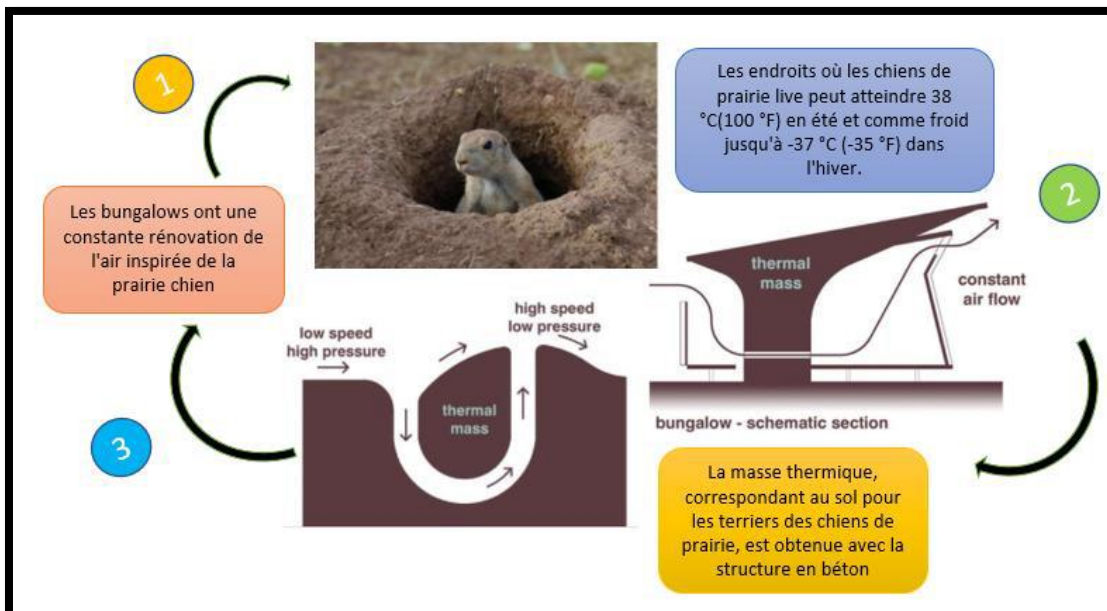 1
Les endroits où les chiens de
prairie live peut atteindre 38
°C(100 °F) en été et comme froid
jusqu'à -37 °C (-35 °F) dans
l'hiver.
2
Les bungalows ont une
constante rénovation de
l'air inspirée de la
prairie chien
thermal
mass
constant
air flow
bungalow - schematic section
high speed
low pressure
low speed
high pressure
thermal
mass
3
La masse thermique,
correspondant au sol pour
les terriers des chiens de
prairie, est obtenue avec la
structure en béton